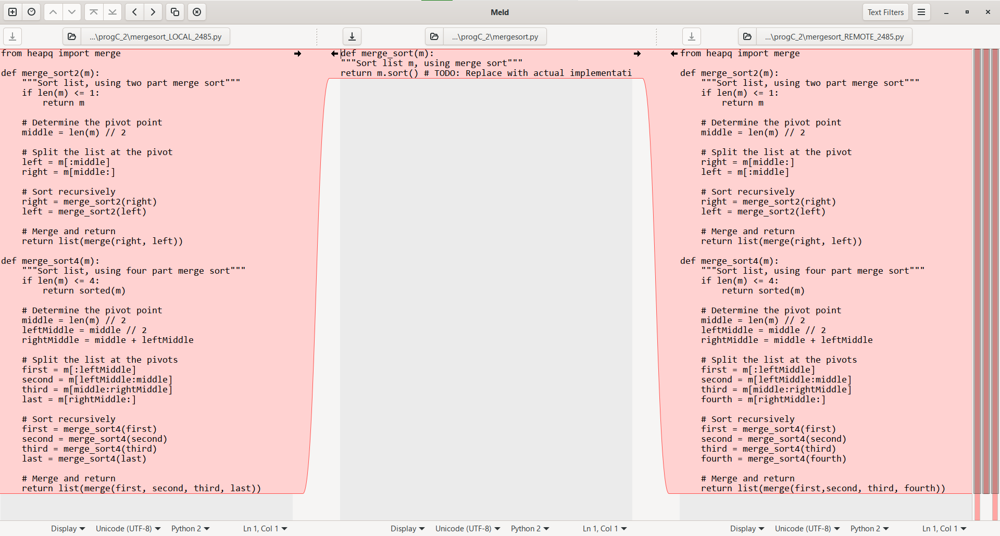 Meld
Text Filters
...\progC_2\mergesort_LOCAL_2485.py
...\progC_2\mergesort.py
...\progC_2\mergesort_REMOTE_2485.py
from heapq import merge

def merge_sort2(m):
    """Sort list, using two part merge sort"""
    if len(m) <= 1:
        return m

    # Determine the pivot point
    middle = len(m) // 2

    # Split the list at the pivot
    left = m[:middle]
    right = m[middle:]

    # Sort recursively
    right = merge_sort2(right)
    left = merge_sort2(left)

    # Merge and return
    return list(merge(right, left))

def merge_sort4(m):
    """Sort list, using four part merge sort"""
    if len(m) <= 4:
        return sorted(m)

    # Determine the pivot point
    middle = len(m) // 2
    leftMiddle = middle // 2
    rightMiddle = middle + leftMiddle

    # Split the list at the pivots
    first = m[:leftMiddle]
    second = m[leftMiddle:middle]
    third = m[middle:rightMiddle]
    last = m[rightMiddle:]

    # Sort recursively
    first = merge_sort4(first)
    second = merge_sort4(second)
    third = merge_sort4(third)
    last = merge_sort4(last)

    # Merge and return
    return list(merge(first, second, third, last))
def merge_sort(m):
"""Sort list m, using merge sort"""
return m.sort() # TODO: Replace with actual implementati
from heapq import merge

def merge_sort2(m):
    """Sort list, using two part merge sort"""
    if len(m) <= 1:
        return m

    # Determine the pivot point
    middle = len(m) // 2

    # Split the list at the pivot
    right = m[middle:]
    left = m[:middle]

    # Sort recursively
    right = merge_sort2(right)
    left = merge_sort2(left)

    # Merge and return
    return list(merge(right, left))

def merge_sort4(m):
    """Sort list, using four part merge sort"""
    if len(m) <= 4:
        return sorted(m)

    # Determine the pivot point
    middle = len(m) // 2
    leftMiddle = middle // 2
    rightMiddle = middle + leftMiddle

    # Split the list at the pivots
    first = m[:leftMiddle]
    second = m[leftMiddle:middle]
    third = m[middle:rightMiddle]
    fourth = m[rightMiddle:]

    # Sort recursively
    first = merge_sort4(first)
    second = merge_sort4(second)
    third = merge_sort4(third)
    fourth = merge_sort4(fourth)

    # Merge and return
    return list(merge(first,second, third, fourth))
Display Unicode (UTF-8) Python 2 Ln 1, Col 1
Display Unicode (UTF-8) Python 2 Ln 1, Col 1
Display Unicode (UTF-8) Python 2 Ln 1, Col 1